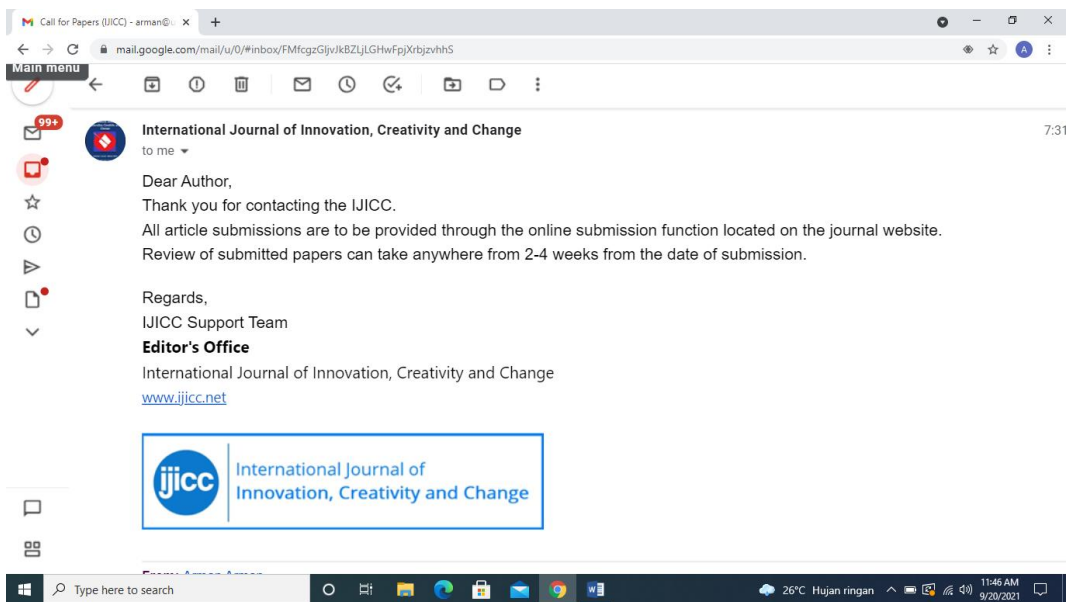 Call for Papers (IJICC) - arman@
mail.google.com/mail/u/0/#inbox/FMfcgzGljvJkBZLjLGHwFpjXrbjzvhhS
A
Main menu
99+
International Journal of Innovation, Creativity and Change
7:31
to me
Dear Author,
Thank you for contacting the IJICC.
All article submissions are to be provided through the online submission function located on the journal website.
Review of submitted papers can take anywhere from 2-4 weeks from the date of submission.
Regards,
IJICC Support Team
Editor's Office
International Journal of Innovation, Creativity and Change
www.ijicc.net
ijicc
International Journal of
Innovation, Creativity and Change
Type here to search
26°C Hujan ringan
11:46 AM
9/20/2021